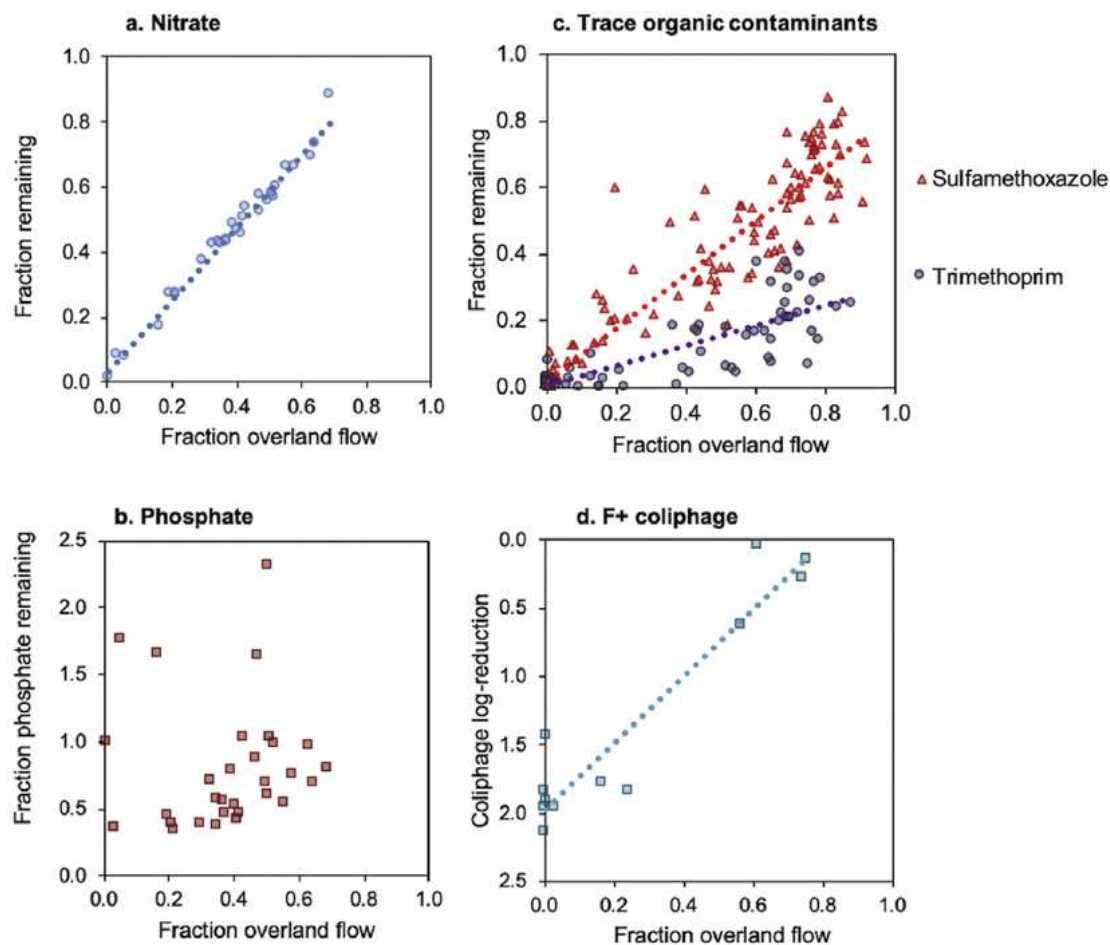 a. Nitrate
1.0
0.8
0.6
0.4
0.2
0.0
Fraction remaining
0.0 0.2 0.4 0.6 0.8 1.0
Fraction overland flow
c. Trace organic contaminants
1.0
0.8
0.6
0.4
0.2
0.0
Fraction remaining
0.0 0.2 0.4 0.6 0.8 1.0
Fraction overland flow
Sulfamethoxazole
Trimethoprim
b. Phosphate
2.5
2.0
1.5
1.0
0.5
0.0
Fraction phosphate remaining
0.0 0.2 0.4 0.6 0.8 1.0
Fraction overland flow
d. F+ coliphage
0.0
0.5
1.0
1.5
2.0
2.5
Coliphage log-reduction
0.0 0.2 0.4 0.6 0.8 1.0
Fraction overland flow